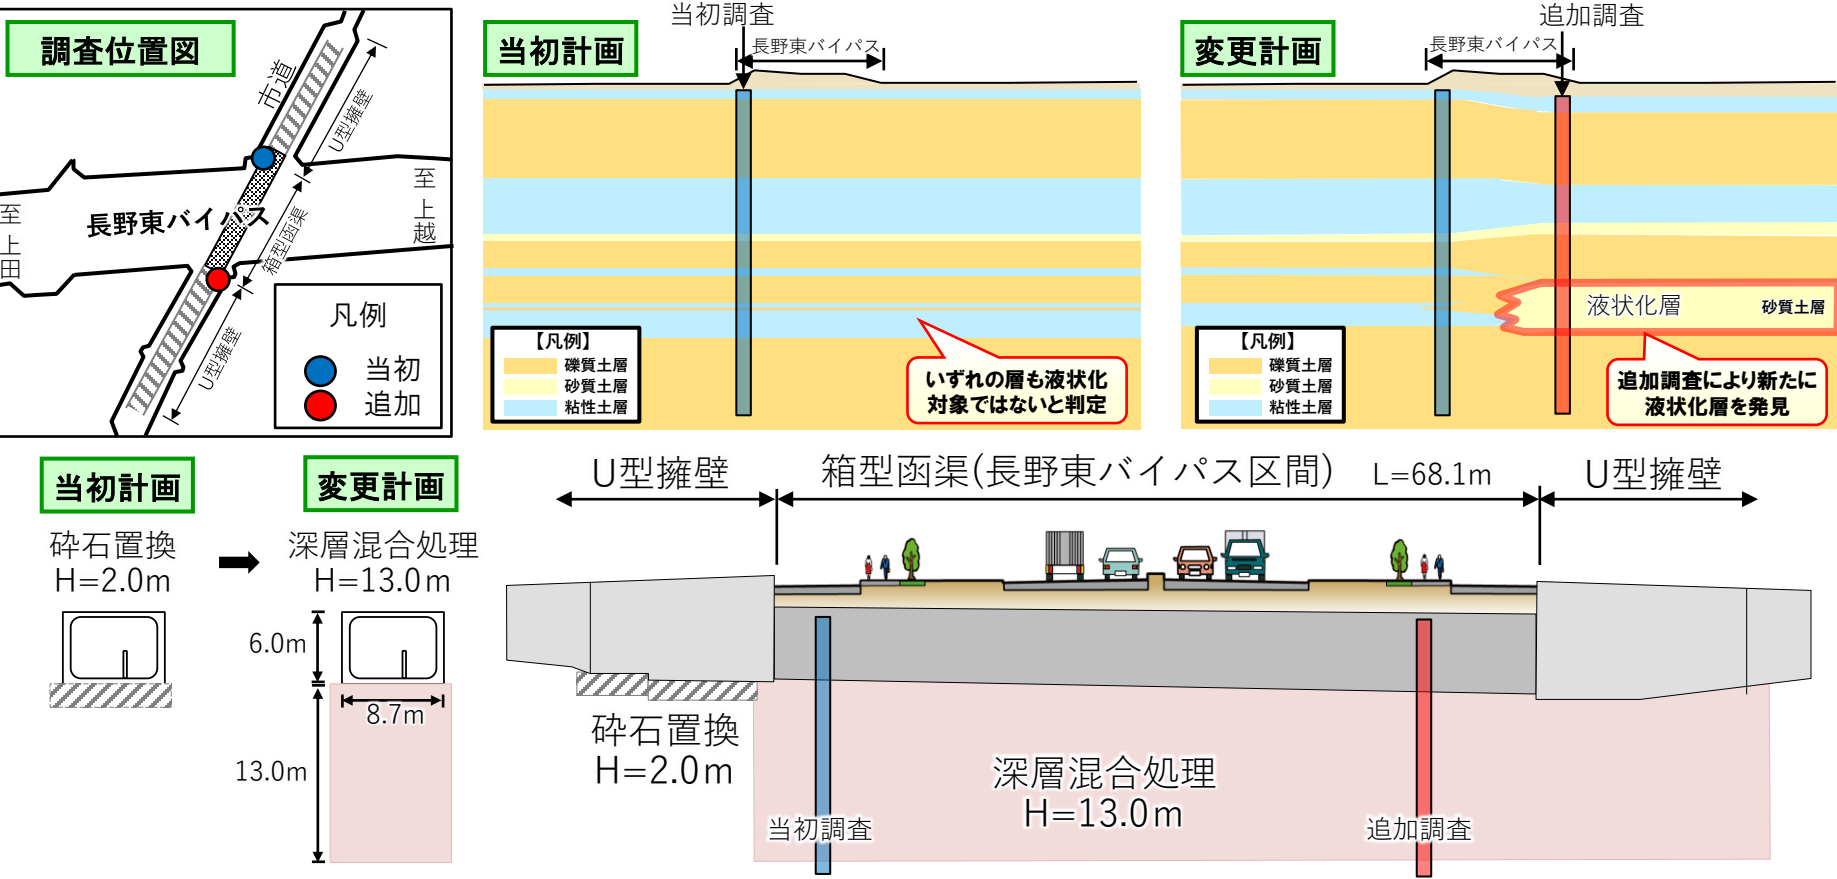 調査位置図
市道
U型擁壁
至 上越
長野東バイパス
至 上田
箱型函渠
U型擁壁
凡例
当初
追加
当初計画
当初調査
長野東バイパス
【凡例】
礫質土層
砂質土層
粘性土層
いずれの層も液状化
対象ではないと判定
変更計画
追加調査
長野東バイパス
液状化層
砂質土層
【凡例】
礫質土層
砂質土層
粘性土層
追加調査により新たに
液状化層を発見
当初計画
砕石置換
H=2.0m
変更計画
深層混合処理
H=13.0m
6.0m
8.7m
13.0m
U型擁壁
箱型函渠(長野東バイパス区間) L=68.1m
U型擁壁
砕石置換
H=2.0m
深層混合処理
H=13.0m
当初調査
追加調査